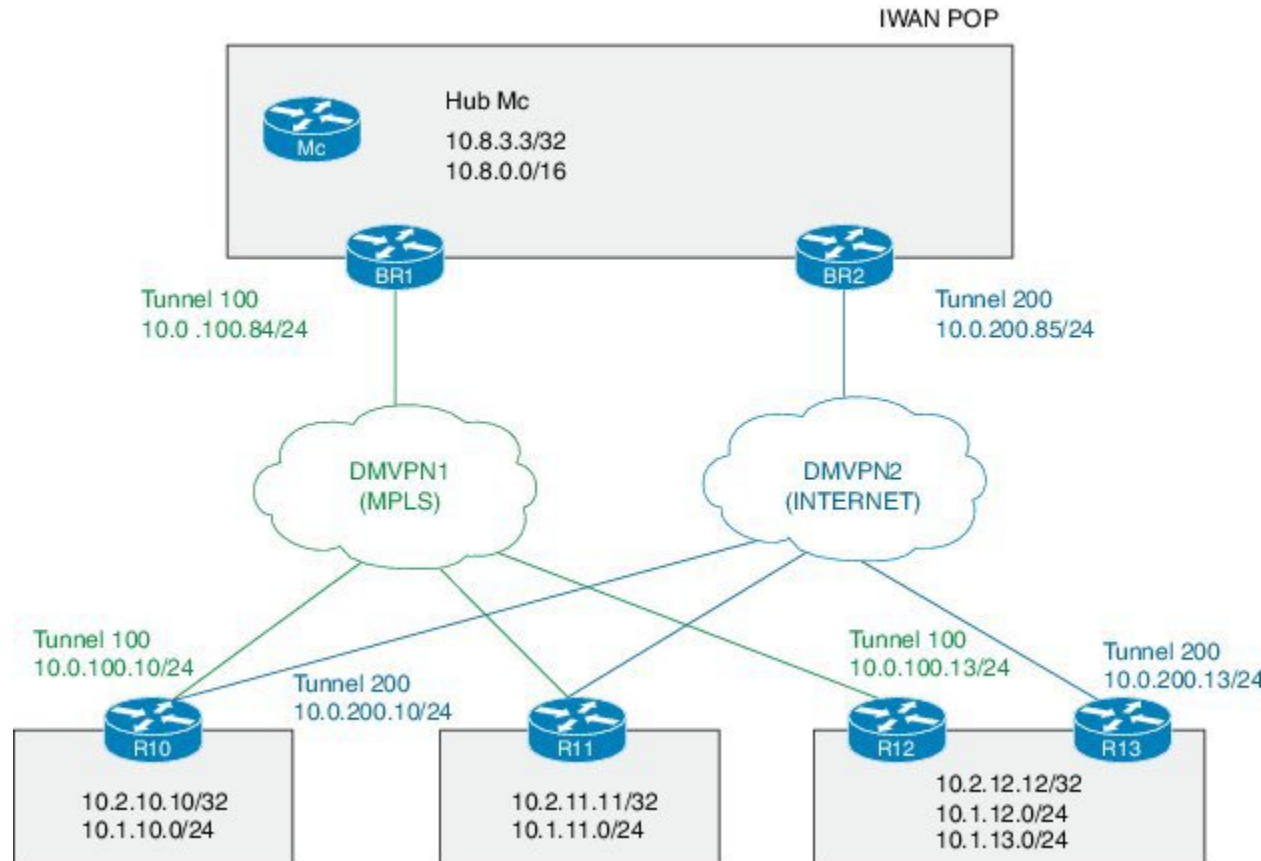 IWAN POP
Hub Mc
10.8.3.3/32
10.8.0.0/16
Mc
BR1
BR2
Tunnel 100
10.0 .100.84/24
Tunnel 200
10.0.200.85/24
DMVPN1
(MPLS)
DMVPN2
(INTERNET)
Tunnel 100
10.0.100.10/24
Tunnel 200
10.0.200.10/24
Tunnel 100
10.0.100.13/24
Tunnel 200
10.0.200.13/24
R10
R11
R12
R13
10.2.10.10/32
10.1.10.0/24
10.2.11.11/32
10.1.11.0/24
10.2.12.12/32
10.1.12.0/24
10.1.13.0/24